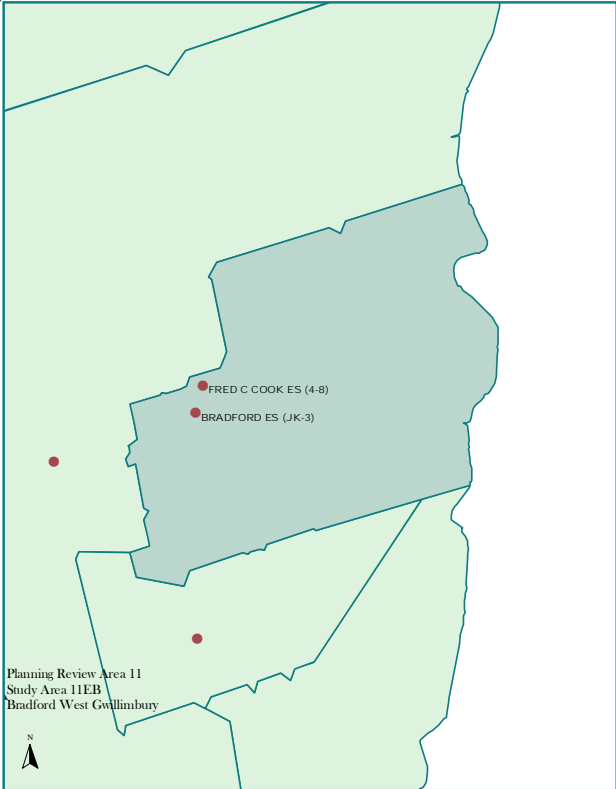 FRED C COOK ES (4-8)
BRADFORD ES (JK-3)
Planning Review Area 11
Study Area 11EB
Bradford West Gwillimbury
N